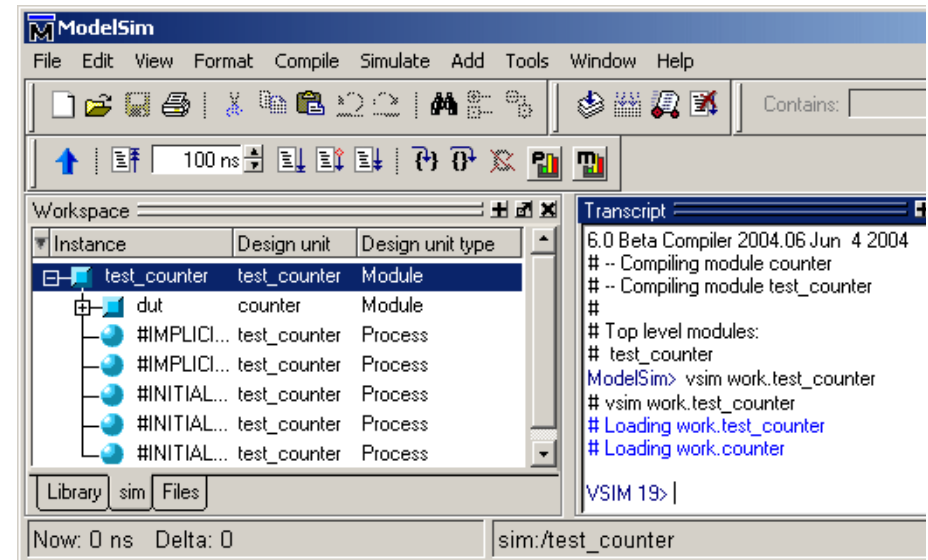 ModelSim
File Edit View Format Compile Simulate Add Tools Window Help
Contains:
100 ns
Workspace
Instance Design unit Design unit type
test_counter test_counter Module
dut counter Module
#IMPLICI... test_counter Process
#IMPLICI... test_counter Process
#INITIAL... test_counter Process
#INITIAL... test_counter Process
#INITIAL... test_counter Process
Library sim Files
Transcript
6.0 Beta Compiler 2004.06 Jun 4 2004
# -- Compiling module counter
# -- Compiling module test_counter
#
# Top level modules:
# test_counter
ModelSim> vsim work.test_counter
# vsim work.test_counter
# Loading work.test_counter
# Loading work.counter
VSIM 19>
Now: 0 ns Delta: 0
sim:/test_counter